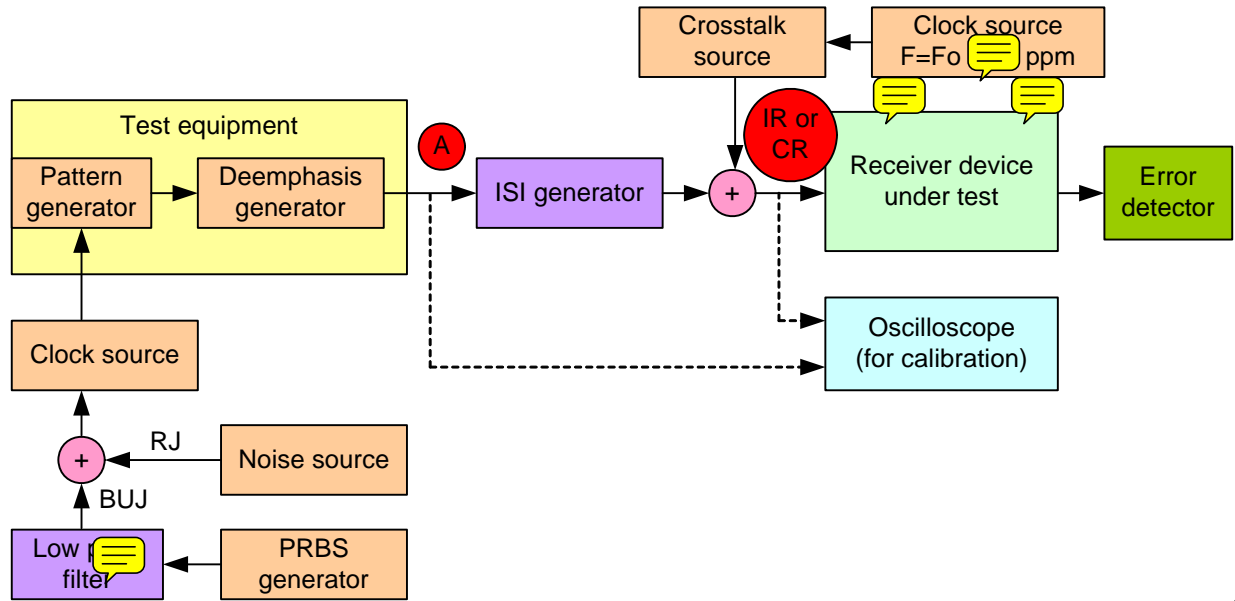 Crosstalk
source
Clock source
F=Fo ppm
Test equipment
A
IR or
CR
Pattern
generator
Deemphasis
generator
ISI generator
+
Receiver device
under test
Error
detector
Clock source
Oscilloscope
(for calibration)
RJ
+
Noise source
BUJ
Low
filter
PRBS
generator